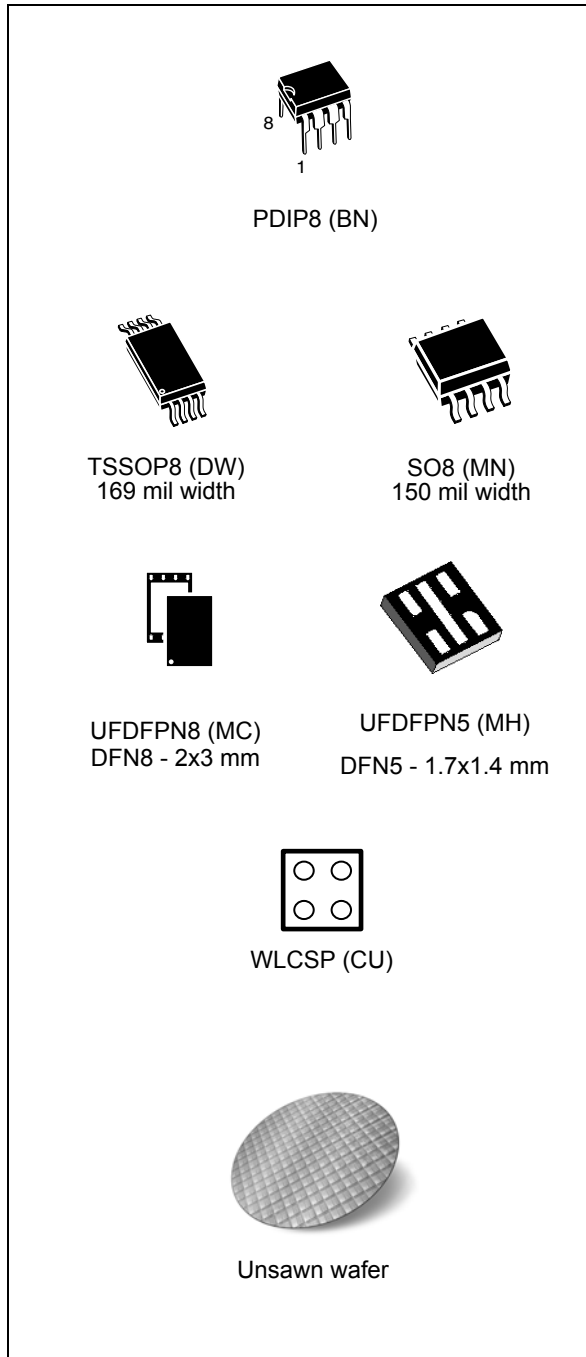 8
1
PDIP8 (BN)
TSSOP8 (DW)
169 mil width
SO8 (MN)
150 mil width
UFDFPN8 (MC)
DFN8 - 2x3 mm
UFDFPN5 (MH)
DFN5 - 1.7x1.4 mm
WLCSP (CU)
Unsawn wafer